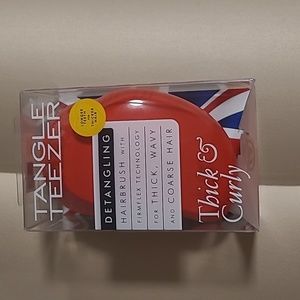 TANGLE
TEEZER
DETANGLING
HAIRBRUSH WITH
FIRMFLEX TECHNOLOGY
FOR THICK, WAVY
AND COARSE HAIR
Thick &
Curly